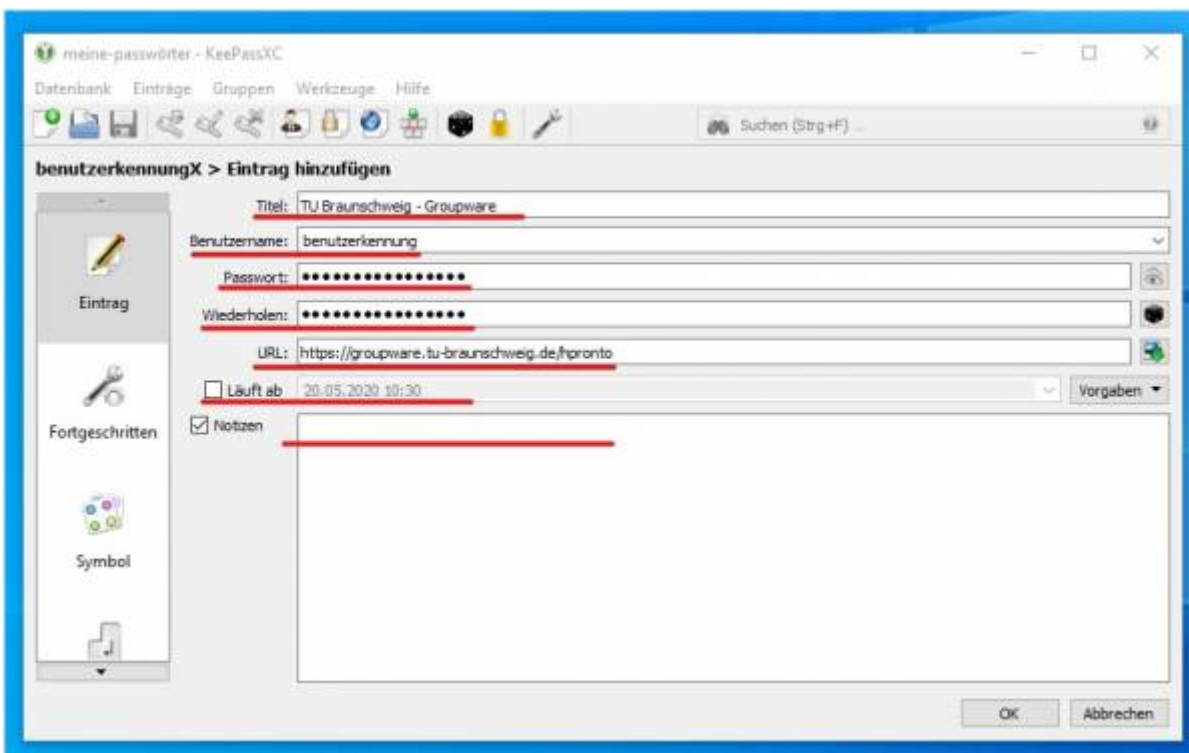 meine-passwörter - KeePassXC
Datenbank Einträge Gruppen Werkzeuge Hilfe
Suchen (Strg+F) ...
benutzerkennungX > Eintrag hinzufügen
Titel: TU Braunschweig - Groupware
Benutzername: benutzerkennung
Passwort: ●●●●●●●●●●●●●●●●
Eintrag
Wiederholen: ●●●●●●●●●●●●●●●●
URL: https://groupware.tu-braunschweig.de/hpronto
Läuft ab 20.05.2020 10:30 Vorgaben
Fortgeschritten
Notizen
Symbol
OK Abbrechen